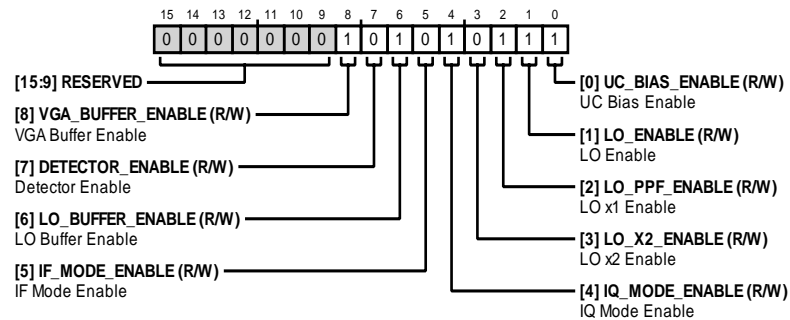 15 14 13 12 11 10 9 8 7 6 5 4 3 2 1 0
0 0 0 0 0 0 0 1 0 1 0 1 0 1 1 1
[15:9] RESERVED
[8] VGA_BUFFER_ENABLE (R/W)
VGA Buffer Enable
[7] DETECTOR_ENABLE (R/W)
Detector Enable
[6] LO_BUFFER_ENABLE (R/W)
LO Buffer Enable
[5] IF_MODE_ENABLE (R/W)
IF Mode Enable
[0] UC_BIAS_ENABLE (R/W)
UC Bias Enable
[1] LO_ENABLE (R/W)
LO Enable
[2] LO_PPF_ENABLE (R/W)
LO x1 Enable
[3] LO_X2_ENABLE (R/W)
LO x2 Enable
[4] IQ_MODE_ENABLE (R/W)
IQ Mode Enable